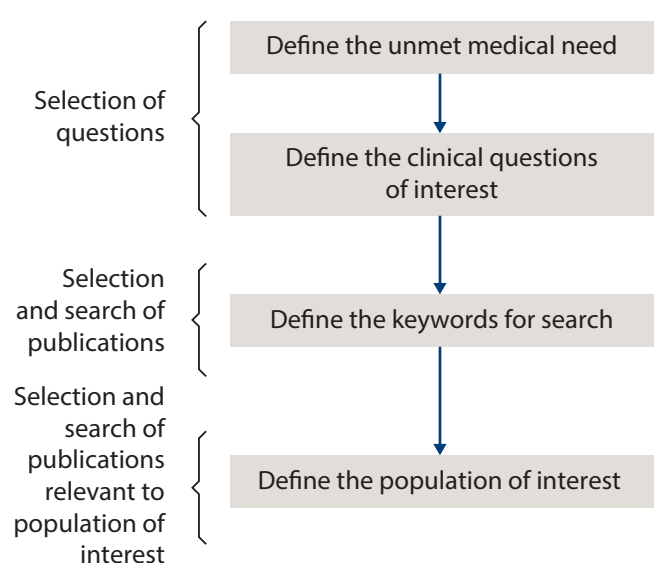 Define the unmet medical need
Selection of
questions
Define the clinical questions
of interest
Selection
and search of
publications
Define the keywords for search
Selection and
search of
publications
relevant to
population of
interest
Define the population of interest